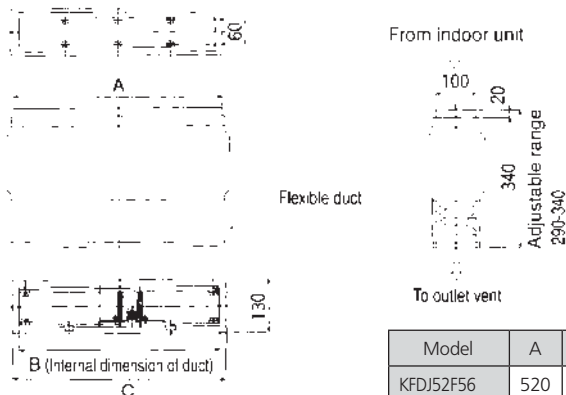 60
From indoor unit
A
100
20
340
Adjustable range
290-340
Flexible duct
130
To outlet vent
B (Internal dimension of duct)
C
Model A
KFDJ52F56 520